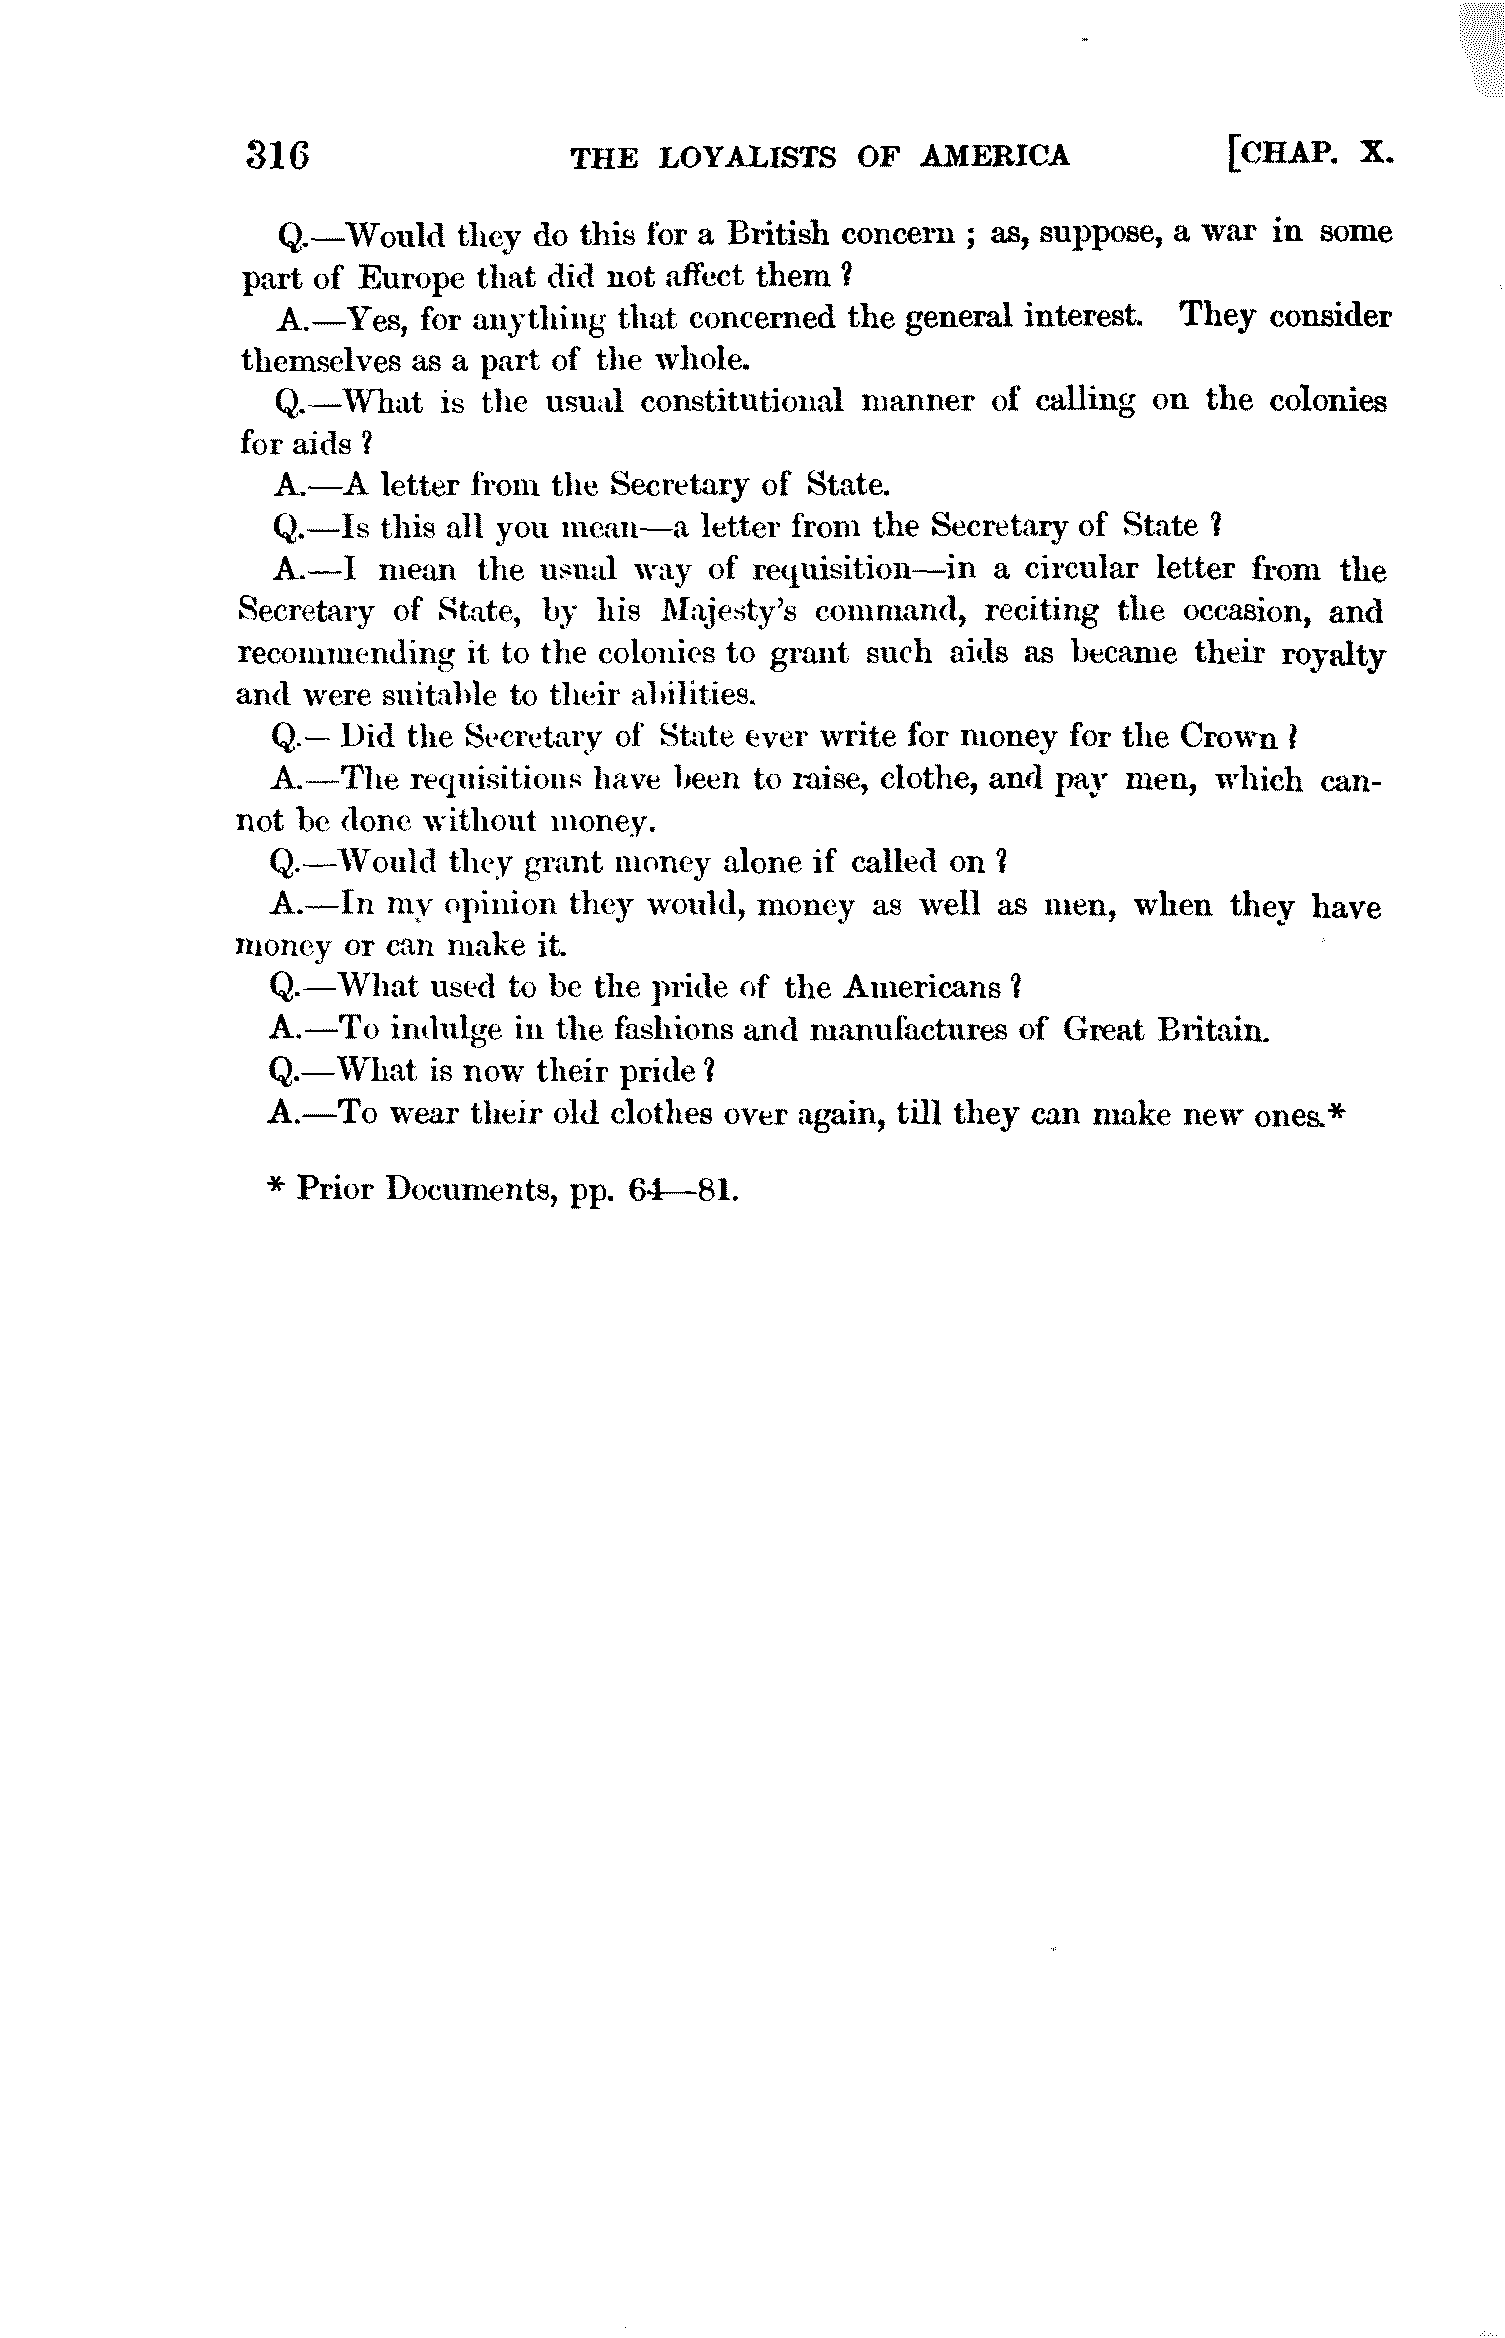 316 THE LOYALISTS OF AMERICA [CHAP. X.
Q.—Would they do this for a British concern ; as, suppose, a war in some
part of Europe that did not affect them ?
A.—Yes, for anything that concerned the general interest. They consider
themselves as a part of the whole.
Q.—What is the usual constitutional manner of calling on the colonies
for aids ?
A.—A letter from the Secretary of State.
Q.—Is this all you mean—a letter from the Secretary of State ?
A.—I mean the usual way of requisition—in a circular letter from the
Secretary of State, by his Majesty's command, reciting the occasion, and
recommending it to the colonies to grant such aids as became their royalty
and were suitable to their abilities.
Q.— Did the Secretary of State ever write for money for the Crown ?
A.—The requisitions have been to raise, clothe, and pay men, which can-
not be done without money.
Q.—Would they grant money alone if called on ?
A.—In my opinion they would, money as well as men, when they have
money or can make it.
Q.—What used to be the pride of the Americans ?
A.—To indulge in the fashions and manufactures of Great Britain.
Q.—What is now their pride ?
A.—To wear their old clothes over again, till they can make new ones.*
* Prior Documents, pp. 64—81.